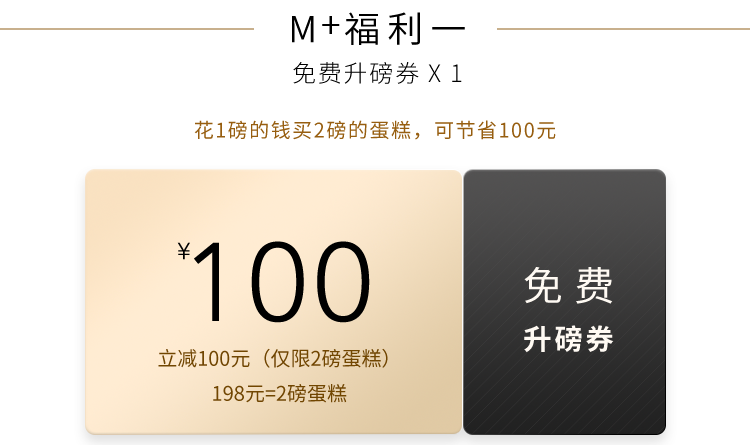 M+福利一
免费升磅券 X 1
花1磅的钱买2磅的蛋糕，可节省100元
¥100
立减100元（仅限2磅蛋糕）
198元=2磅蛋糕
免费
升磅券